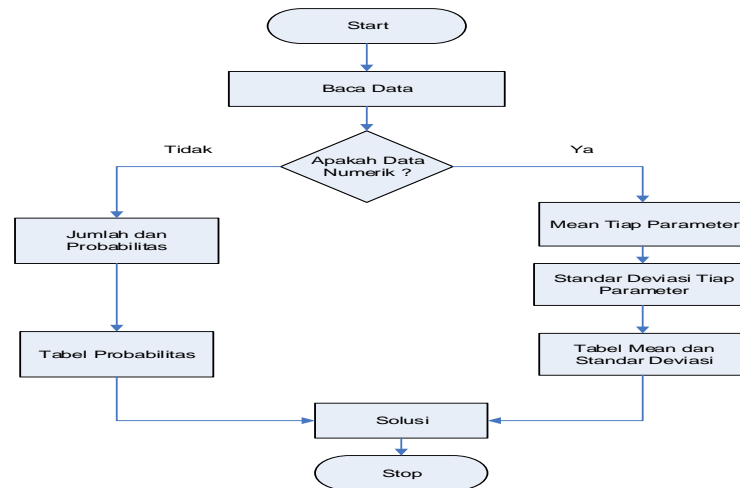 Start
Baca Data
Apakah Data
Numerik ?
Tidak
Ya
Jumlah dan
Probabilitas
Tabel Probabilitas
Mean Tiap Parameter
Standar Deviasi Tiap
Parameter
Tabel Mean dan
Standar Deviasi
Solusi
Stop